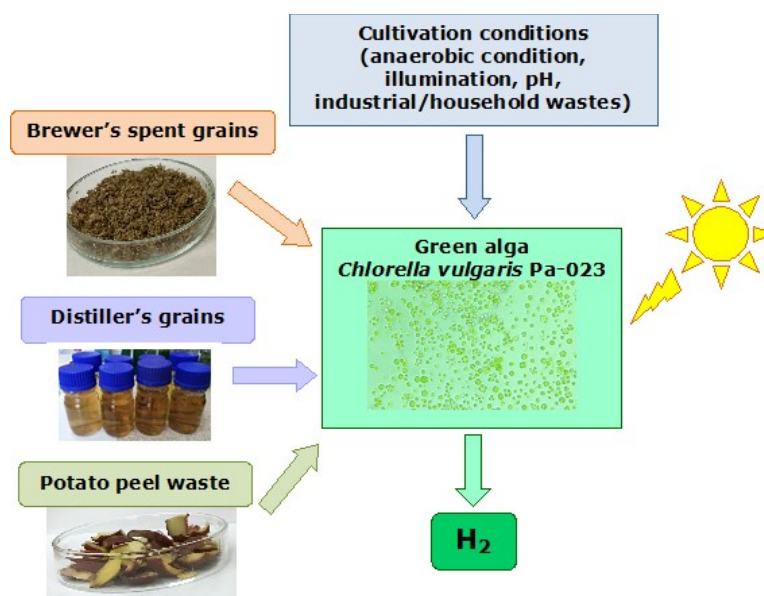 Cultivation conditions
(anaerobic condition,
illumination, pH,
industrial/household wastes)
Brewer's spent grains
Green alga
Chlorella vulgaris Pa-023
Distiller's grains
Potato peel waste
H₂